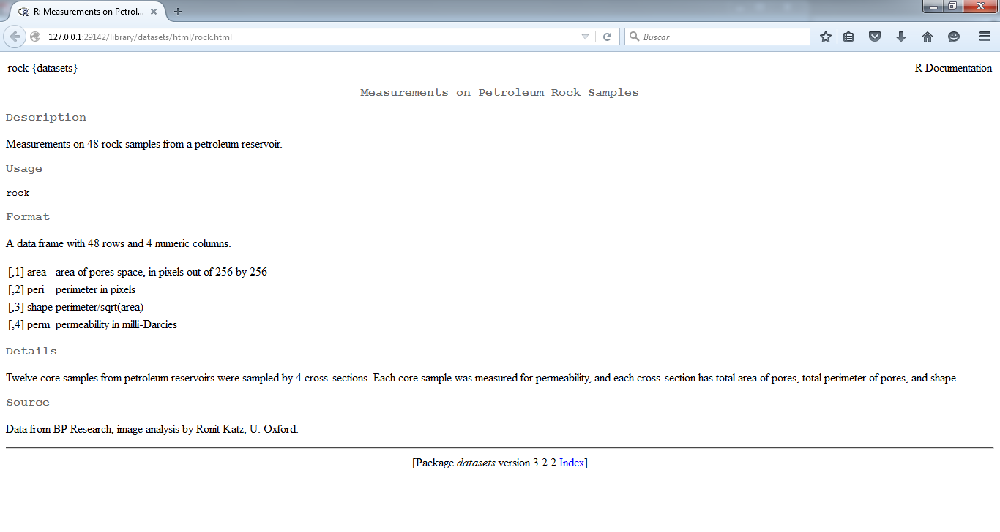 R: Measurements on Petrol...
127.0.0.1:29142/library/datasets/html/rock.html
Buscar
rock {datasets}
R Documentation
Measurements on Petroleum Rock Samples
Description
Measurements on 48 rock samples from a petroleum reservoir.
Usage
rock
Format
A data frame with 48 rows and 4 numeric columns.
[,1] area area of pores space, in pixels out of 256 by 256
[,2] peri perimeter in pixels
[,3] shape perimeter/sqrt(area)
[,4] perm permeability in milli-Darcies
Details
Twelve core samples from petroleum reservoirs were sampled by 4 cross-sections. Each core sample was measured for permeability, and each cross-section has total area of pores, total perimeter of pores, and shape.
Source
Data from BP Research, image analysis by Ronit Katz, U. Oxford.
[Package datasets version 3.2.2 Index]